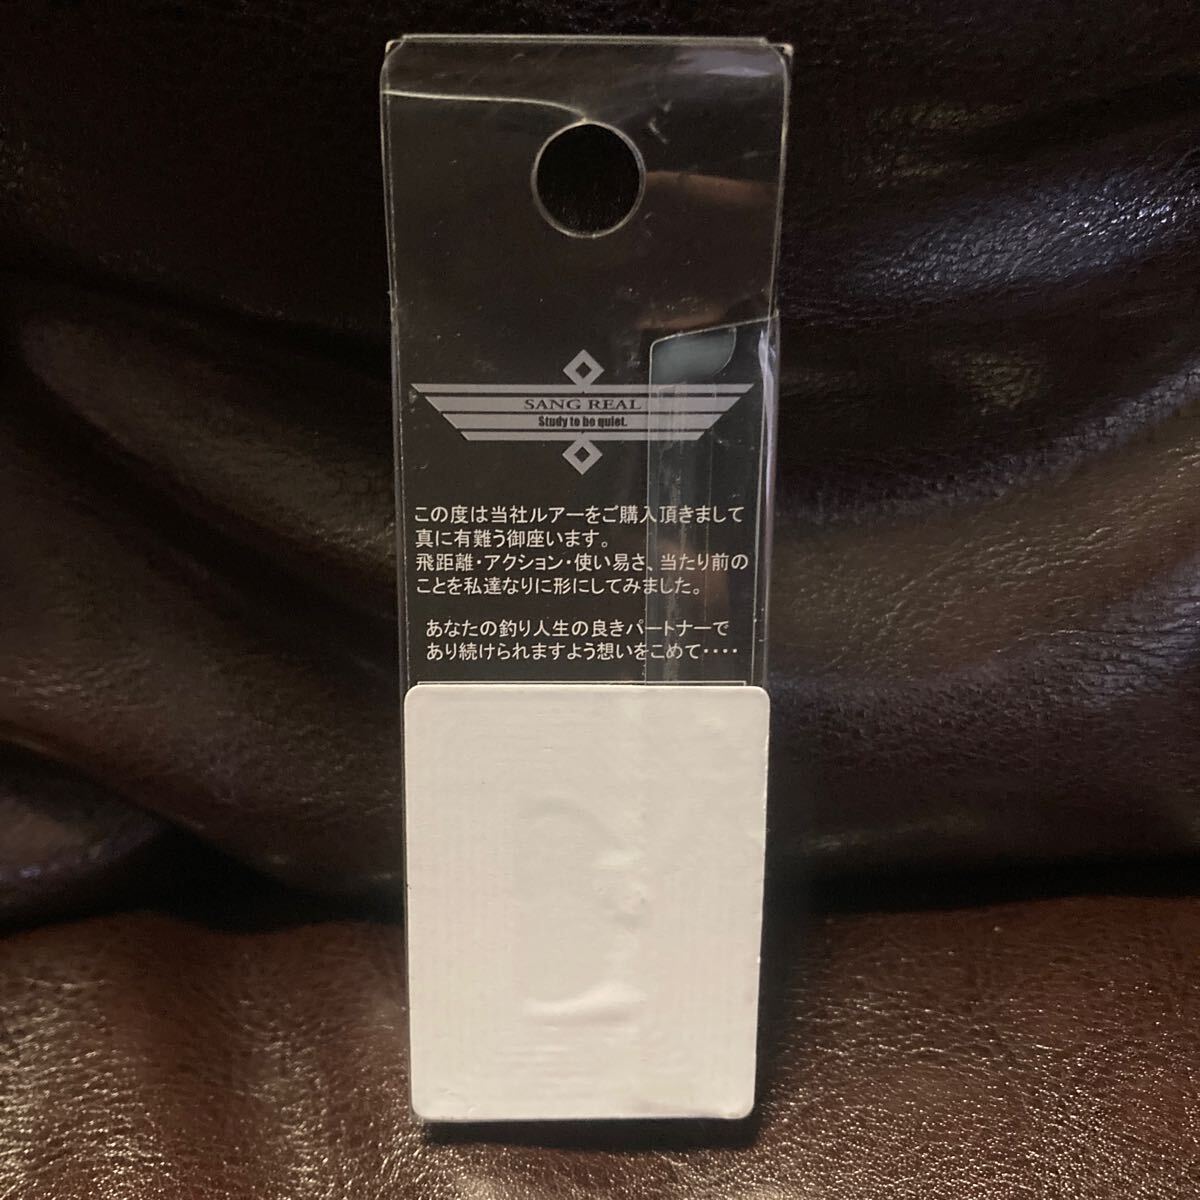 SANG REAL
Study to be quiet.
この度は当社ルアーをご購入頂きまして
真に有難う御座います。
飛距離・アクション・使い易さ、当たり前の
ことを私達なりに形にしてみました。
あなたの釣り人生の良きパートナーで
あり続けられますよう想いをこめて・・・・